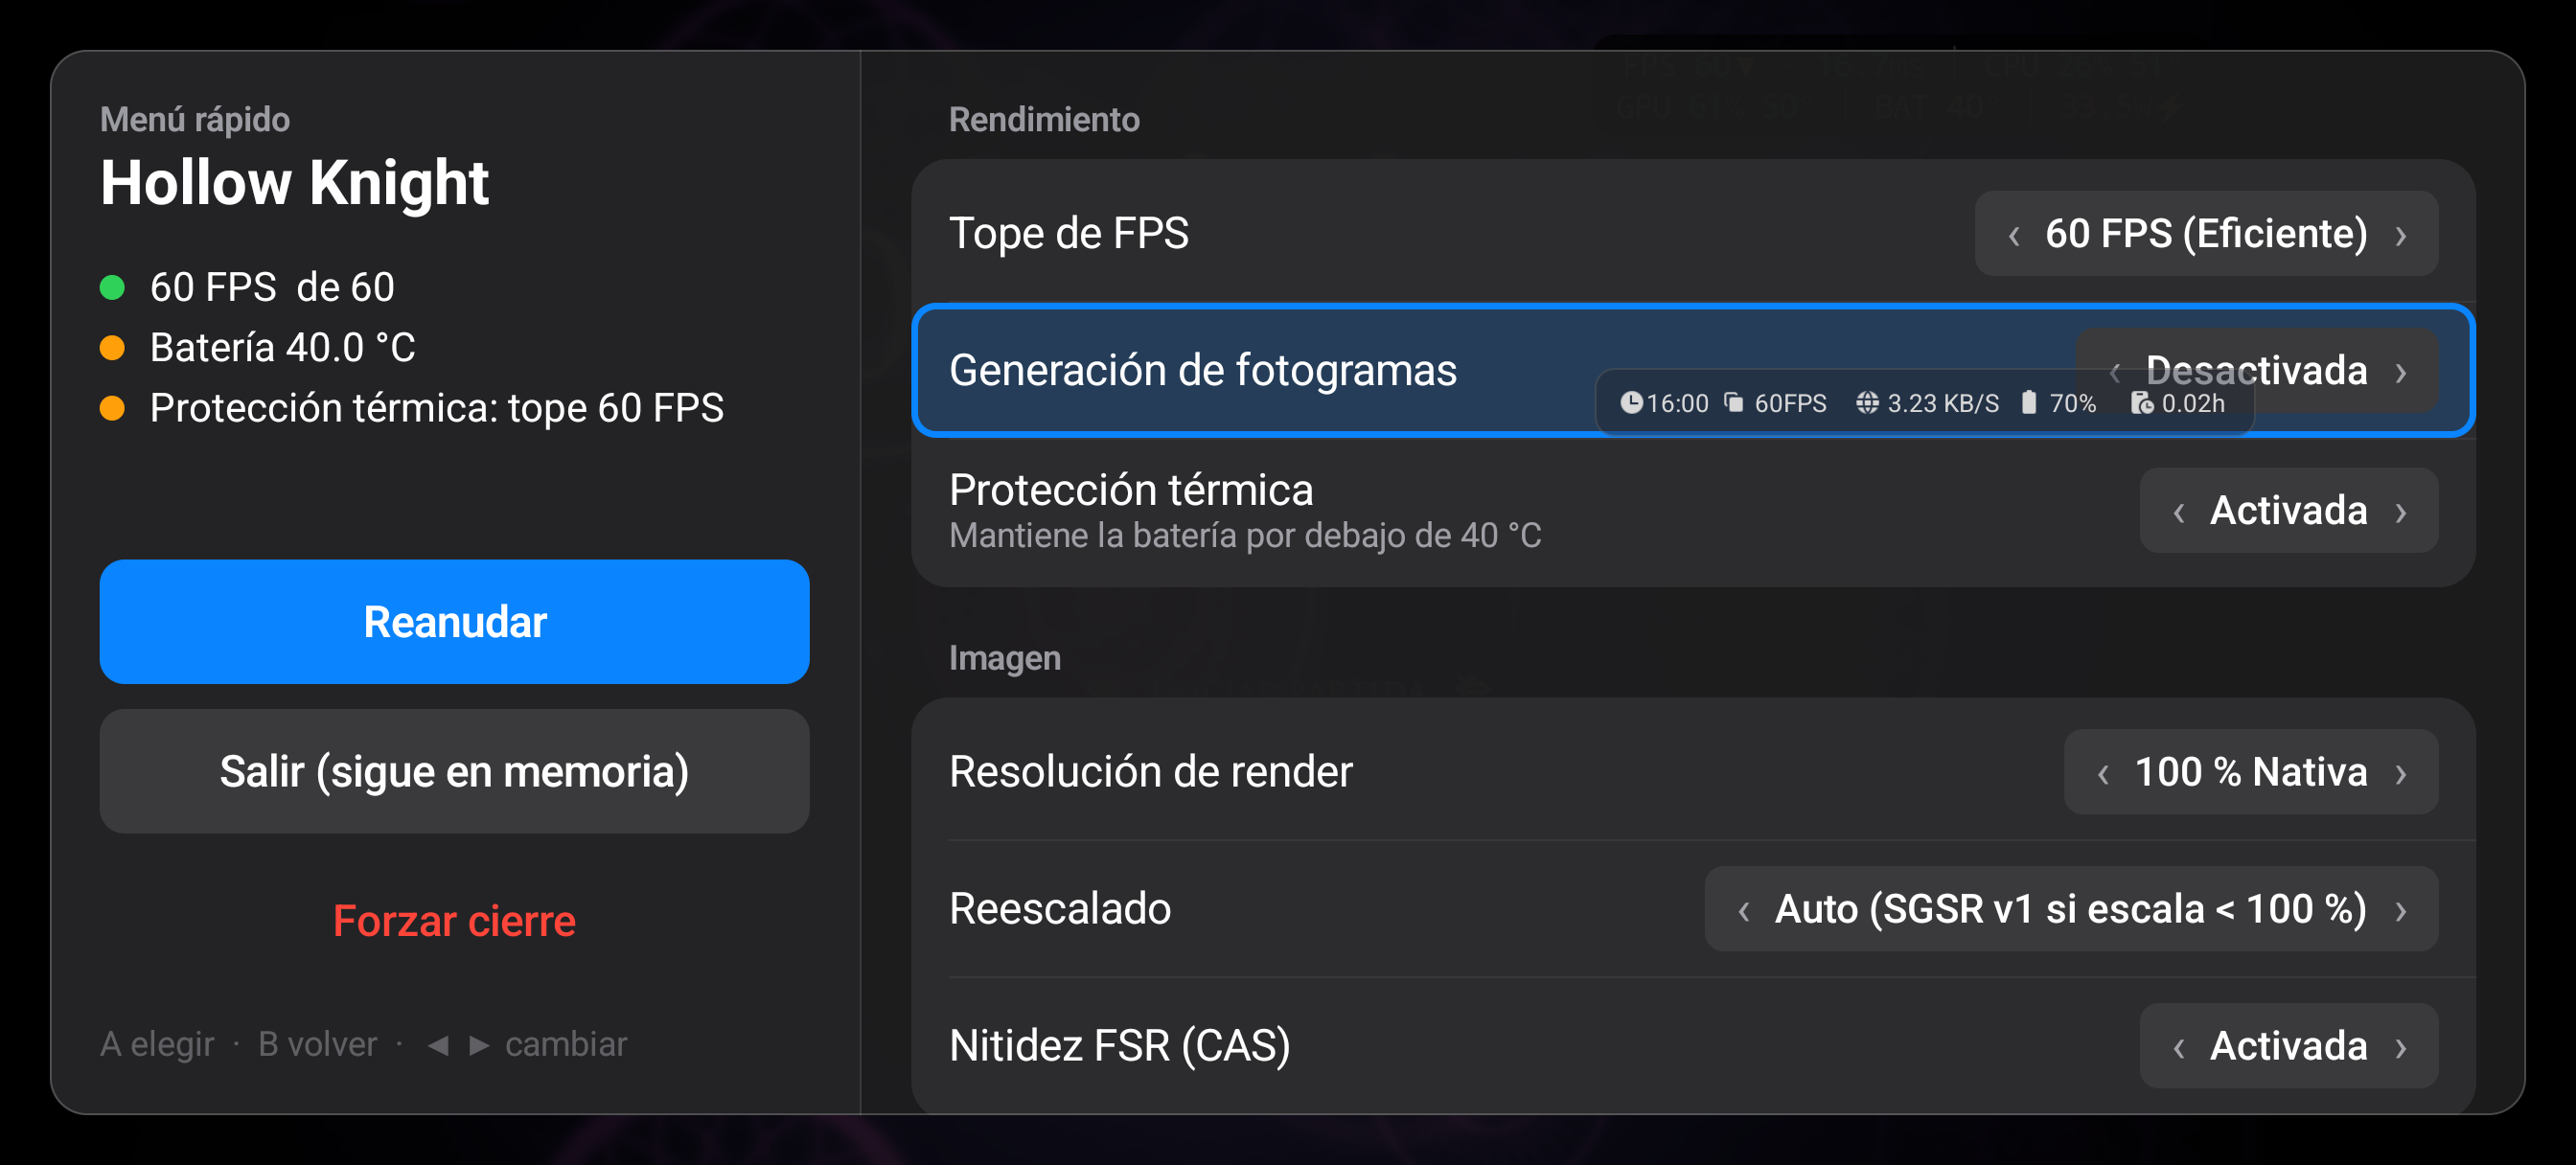 Menú rápido
Hollow Knight
60 FPS de 60
Batería 40.0 °C
Protección térmica: tope 60 FPS
Reanudar
Salir (sigue en memoria)
Forzar cierre
A elegir · B volver · ◀ ▶ cambiar
Rendimiento
Tope de FPS
‹ 60 FPS (Eficiente) ›
Generación de fotogramas
‹ Desactivada ›
16:00 60FPS 3.23 KB/S 70% 0.02h
Protección térmica
Mantiene la batería por debajo de 40 °C
‹ Activada ›
Imagen
Resolución de render
‹ 100 % Nativa ›
Reescalado
‹ Auto (SGSR v1 si escala < 100 %) ›
Nitidez FSR (CAS)
‹ Activada ›